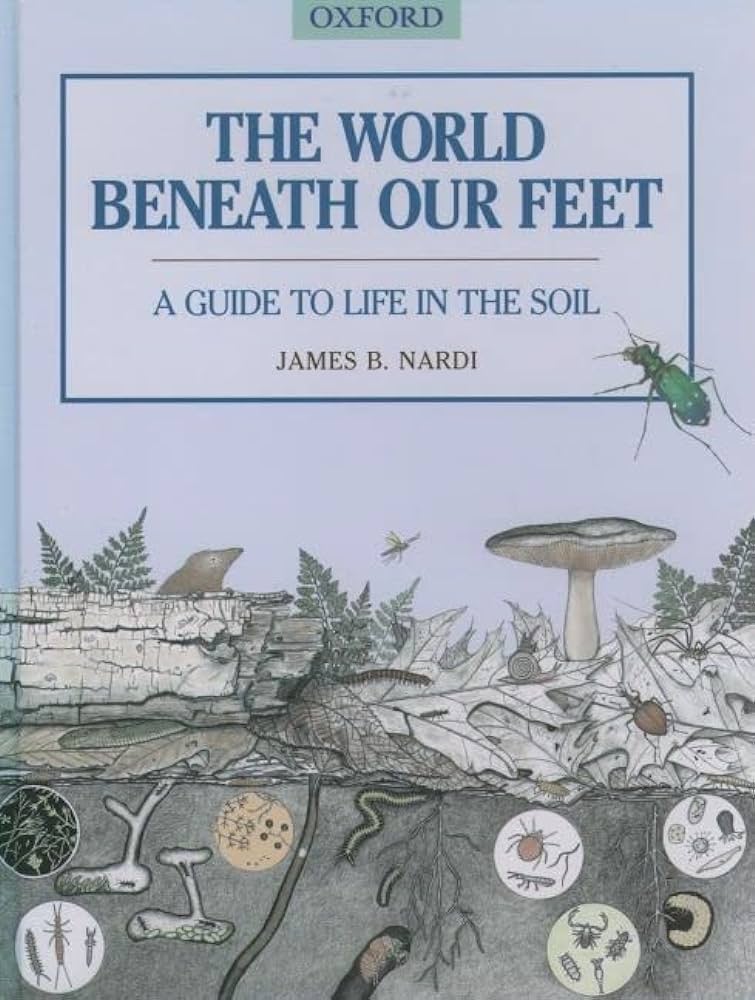 OXFORD
THE WORLD
BENEATH OUR FEET
A GUIDE TO LIFE IN THE SOIL
JAMES B. NARDI